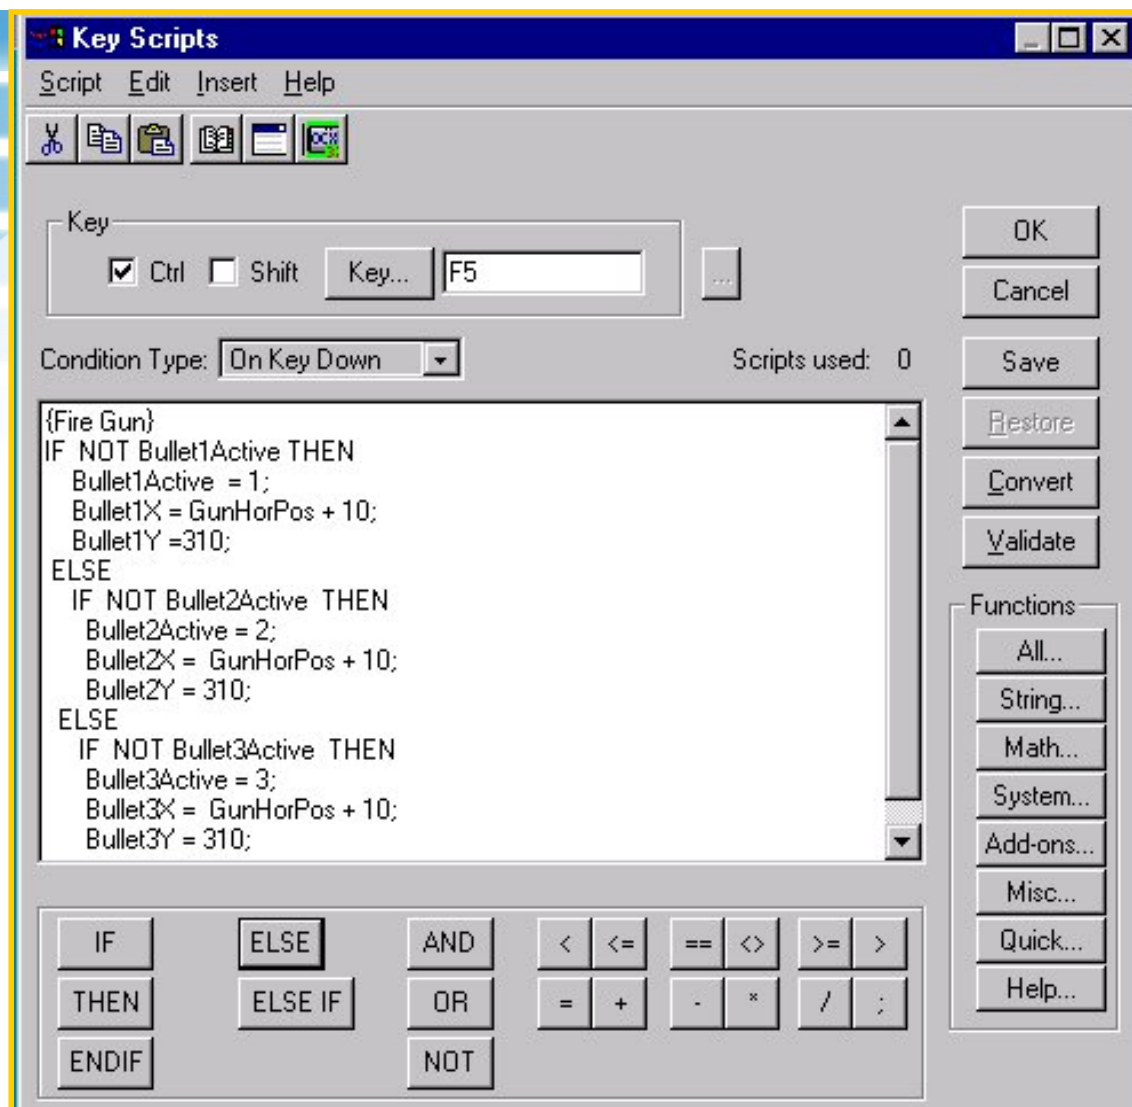 Key Scripts
Script Edit Insert Help
Key
Ctrl Shift Key... F5 ...
OK
Cancel
Condition Type: On Key Down Scripts used: 0
Save
Restore
Convert
Validate
{Fire Gun}
IF NOT Bullet1Active THEN
Bullet1Active = 1;
Bullet1X = GunHorPos + 10;
Bullet1Y =310;
ELSE
IF NOT Bullet2Active THEN
Bullet2Active = 2;
Bullet2X = GunHorPos + 10;
Bullet2Y = 310;
ELSE
IF NOT Bullet3Active THEN
Bullet3Active = 3;
Bullet3X = GunHorPos + 10;
Bullet3Y = 310;
Functions
All...
String...
Math...
System...
Add-ons...
Misc...
Quick...
Help...
IF ELSE AND < <= == <> >= >
THEN ELSE IF OR = + - * / ;
ENDIF NOT